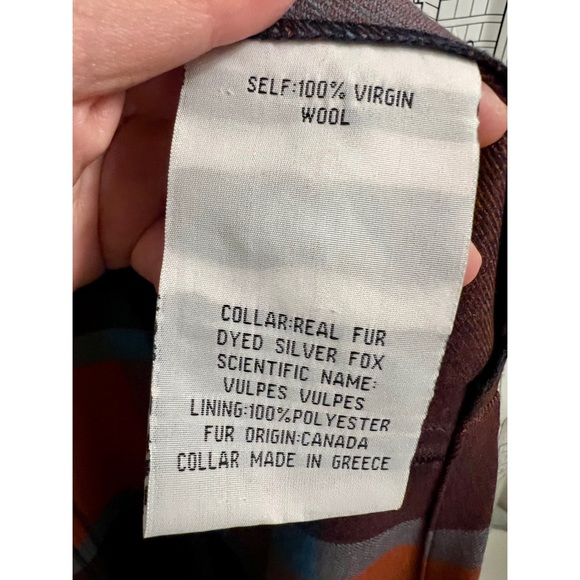 SELF:100% VIRGIN
WOOL
COLLAR:REAL FUR
DYED SILVER FOX
SCIENTIFIC NAME:
VULPES VULPES
LINING:100%POLYESTER
FUR ORIGIN:CANADA
COLLAR MADE IN GREECE